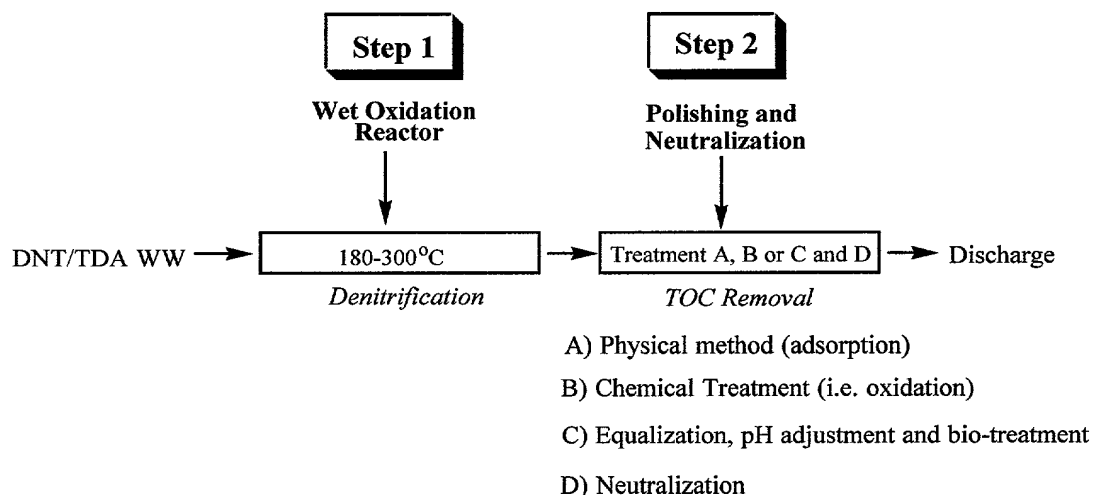 Step 1
Step 2
Wet Oxidation
Reactor
Polishing and
Neutralization
DNT/TDA WW
180-300°C
Treatment A, B or C and D
Discharge
Denitrification
TOC Removal
A) Physical method (adsorption)
B) Chemical Treatment (i.e. oxidation)
C) Equalization, pH adjustment and bio-treatment
D) Neutralization